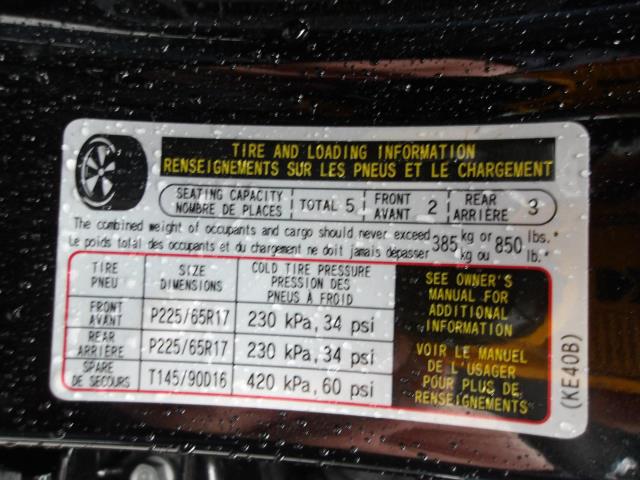 TIRE AND LOADING INFORMATION
RENSEIGNEMENTS SUR LES PNEUS ET LE CHARGEMENT
SEATING CAPACITY
NOMBRE DE PLACES
TOTAL 5
FRONT
AVANT
2
REAR
ARRIÈRE
3
The combined weight of occupants and cargo should never exceed 385 kg or 850 lbs.*
Le poids total des occupants et du chargement ne doit jamais dépasser kg ou lb.*
TIRE
PNEU
SIZE
DIMENSIONS
COLD TIRE PRESSURE
PRESSION DES
PNEUS À FROID
FRONT
AVANT
P225/65R17
230 kPa, 34 psi
REAR
ARRIÈRE
P225/65R17
230 kPa, 34 psi
SPARE
DE SECOURS
T145/90D16
420 kPa, 60 psi
SEE OWNER'S
MANUAL FOR
ADDITIONAL
INFORMATION
VOIR LE MANUEL
DE L'USAGER
POUR PLUS DE
RENSEIGNEMENTS
(KE40B)